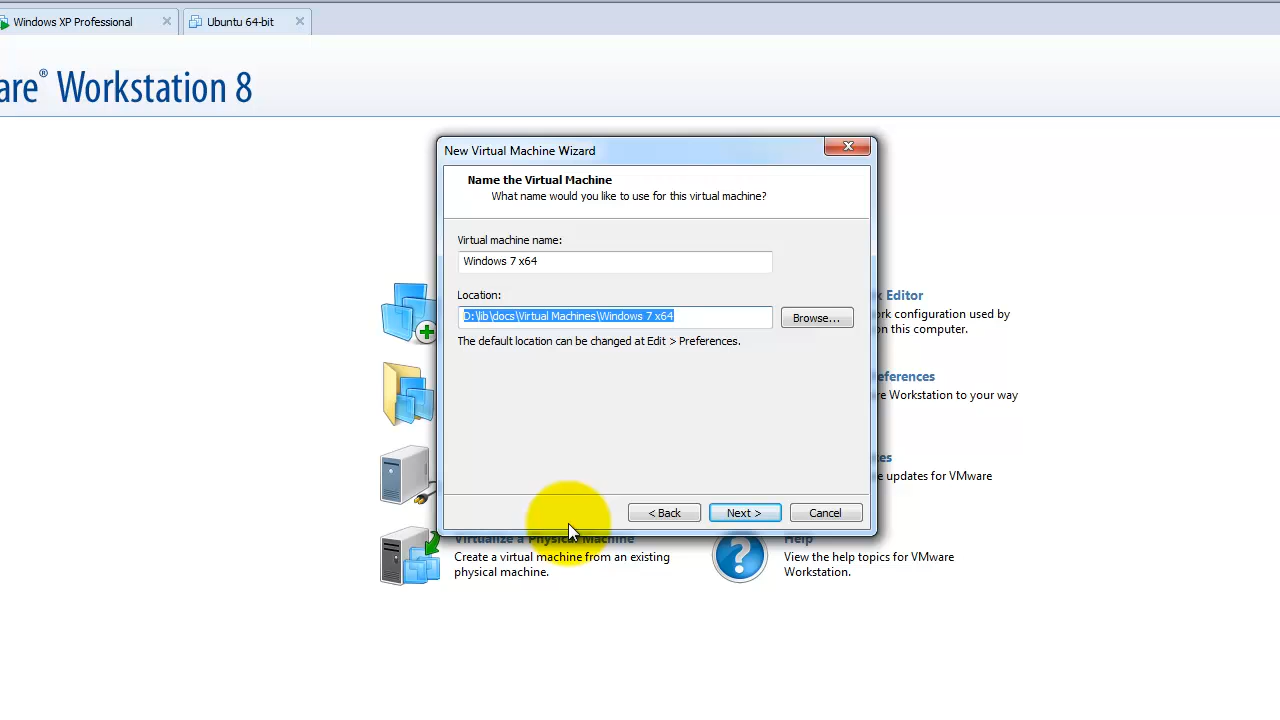 Windows XP Professional
Ubuntu 64-bit
are® Workstation 8
New Virtual Machine Wizard
Name the Virtual Machine
What name would you like to use for this virtual machine?
Virtual machine name:
Windows 7 x64
Location:
D:\lib\docs\Virtual Machines\Windows 7 x64
Browse...
The default location can be changed at Edit > Preferences.
< Back
Next >
Cancel
k Editor
rk configuration used by
n this computer.
eferences
re Workstation to your way
es
e updates for VMware
Virtualize a Physical Machine
Create a virtual machine from an existing
physical machine.
Help
View the help topics for VMware
Workstation.